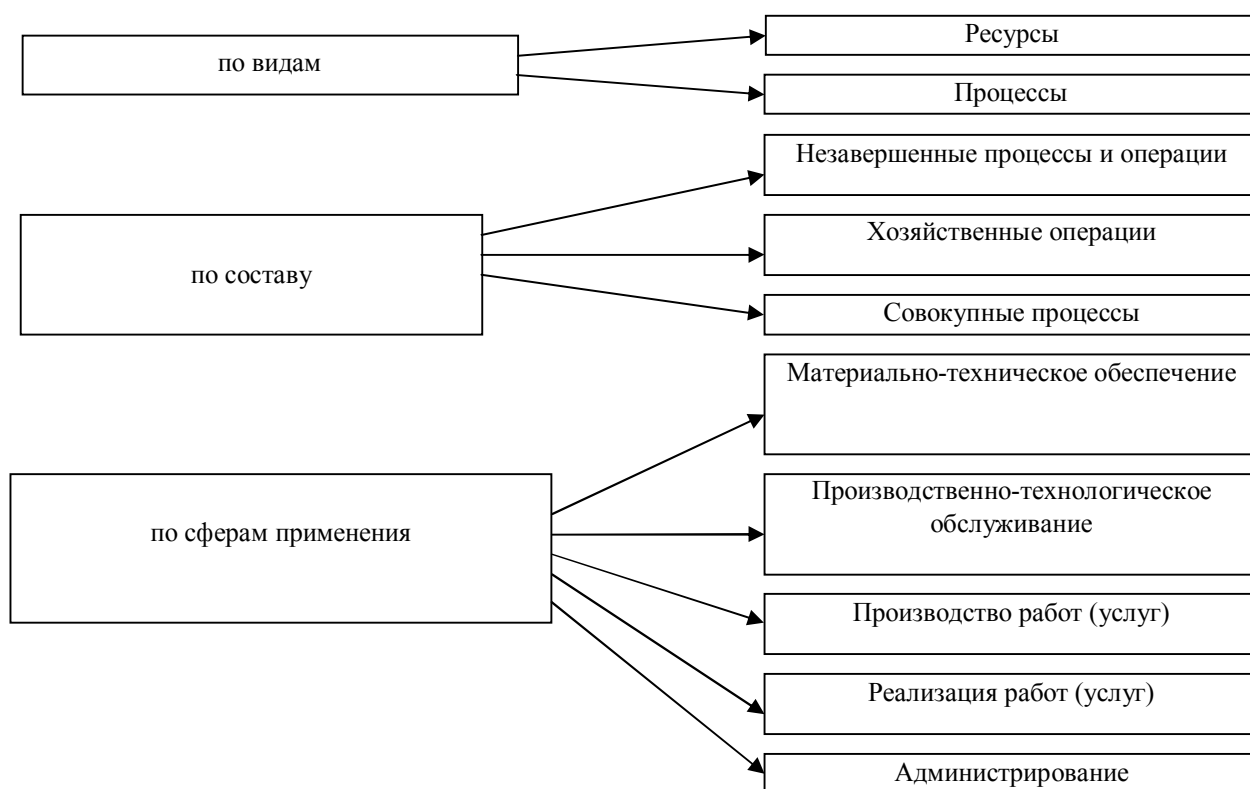 по видам
Ресурсы
Процессы
по составу
Незавершенные процессы и операции
Хозяйственные операции
Совокупные процессы
по сферам применения
Материально-техническое обеспечение
Производственно-технологическое
обслуживание
Производство работ (услуг)
Реализация работ (услуг)
Администрирование